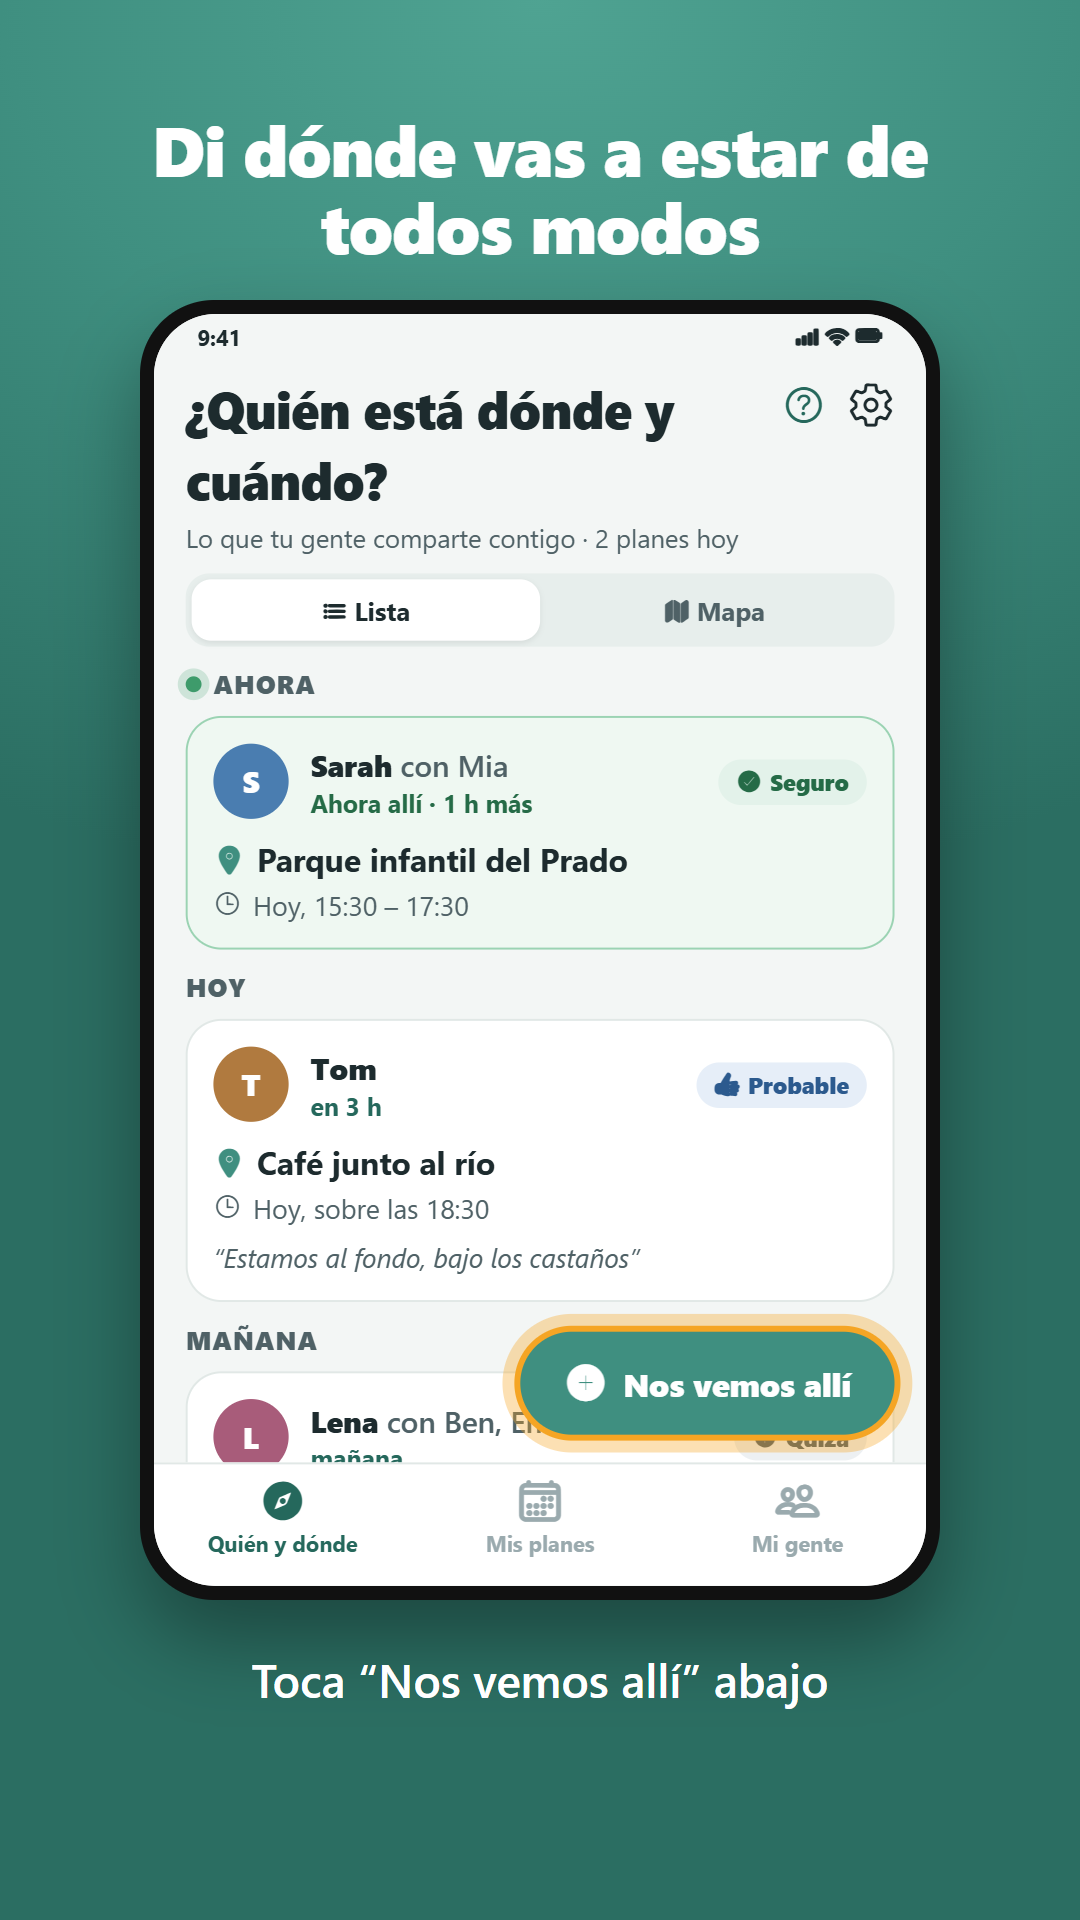 Di dónde vas a estar de
todos modos
9:41
¿Quién está dónde y
cuándo?
Lo que tu gente comparte contigo · 2 planes hoy
Lista
Mapa
AHORA
S
Sarah con Mia
Seguro
Ahora allí · 1 h más
Parque infantil del Prado
Hoy, 15:30 – 17:30
HOY
T
Tom
Probable
en 3 h
Café junto al río
Hoy, sobre las 18:30
“Estamos al fondo, bajo los castaños”
MAÑANA
Nos vemos allí
L
Lena con Ben,
Quizá
mañana
Quién y dónde
Mis planes
Mi gente
Toca “Nos vemos allí” abajo